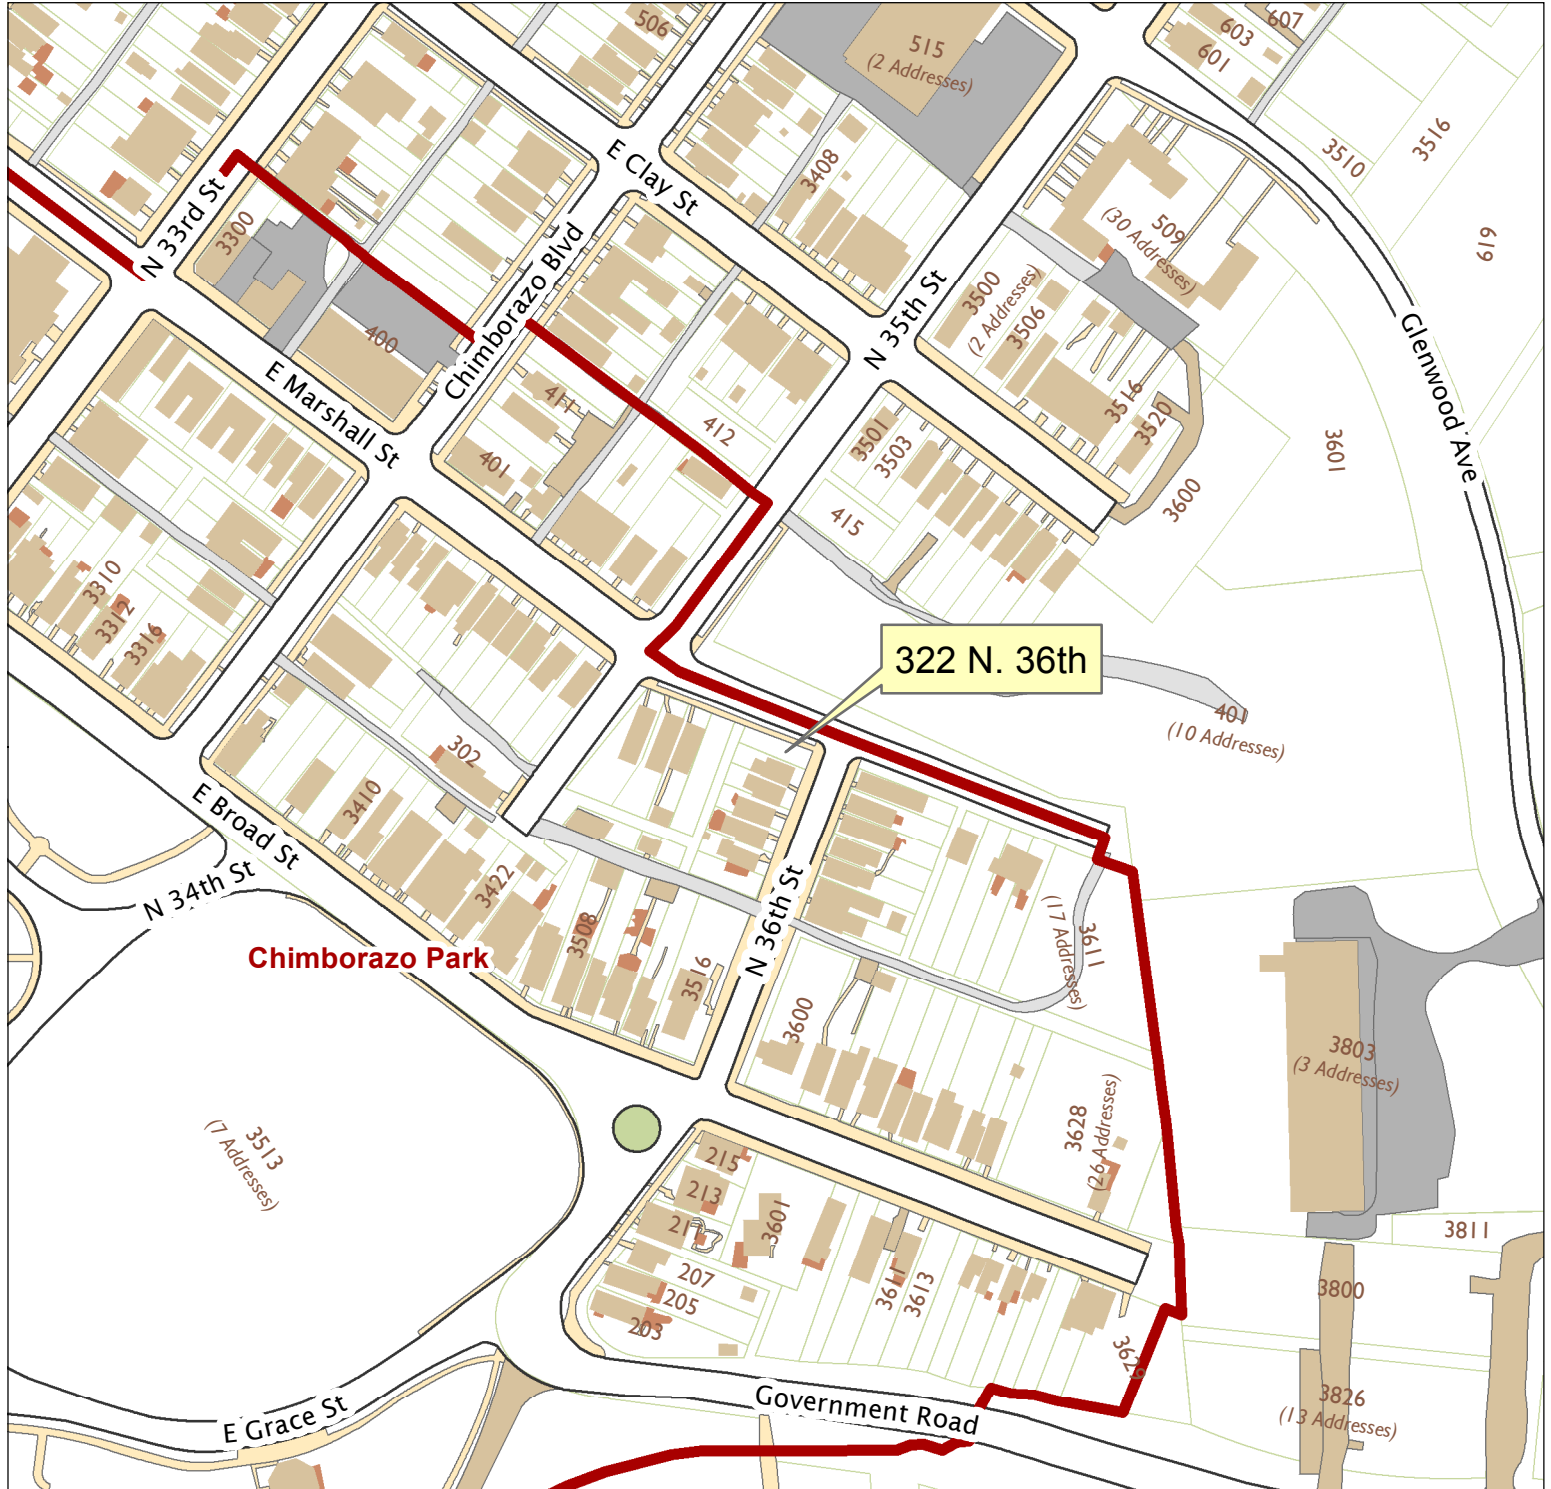 506
515
(2 Addresses)
607
603
601
3510
3516
619
E Clay St
3408
N 33rd St
3300
400
Chimborazo Blvd
E Marshall St
509
(30 Addresses)
3500
(2 Addresses)
3506
N 35th St
3516
3520
3600
3601
Glenwood Ave
411
401
412
3501
3503
415
3310
3312
3316
322 N. 36th
401
(10 Addresses)
302
3410
3422
3508
3516
E Broad St
N 34th St
Chimborazo Park
N 36th St
3600
3611
(17 Addresses)
3803
(3 Addresses)
3628
(26 Addresses)
3513
(7 Addresses)
215
213
211
207
205
203
3601
3611
3613
3629
3811
3800
3826
(13 Addresses)
E Grace St
Government Road